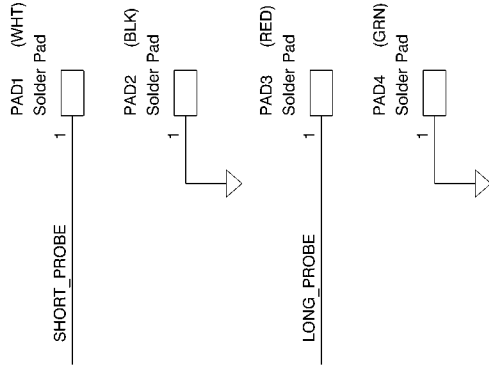 PAD1 (WHT)
Solder Pad
1
SHORT_PROBE
PAD2 (BLK)
Solder Pad
1
PAD3 (RED)
Solder Pad
1
LONG_PROBE
PAD4 (GRN)
Solder Pad
1